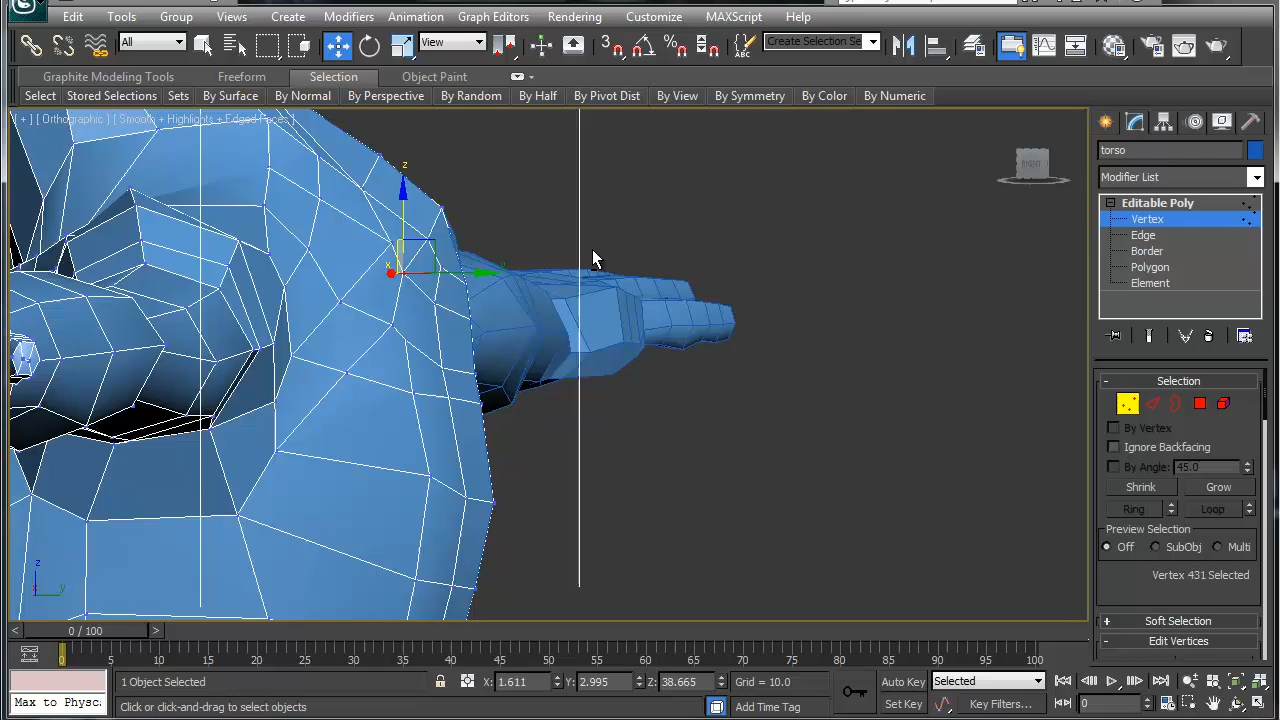 Edit Tools Group Views Create Modifiers Animation Graph Editors Rendering Customize MAXScript Help
All View 3 ABC Create Selection Se
Graphite Modeling Tools Freeform Selection Object Paint
Select Stored Selections Sets By Surface By Normal By Perspective By Random By Half By Pivot Dist By View By Symmetry By Color By Numeric
[ + ] [ Orthographic ] [ Smooth + Highlights + Edged Faces ]
torso
Modifier List
Editable Poly
Vertex
Edge
Border
Polygon
Element
z
x
RIGHT
Selection
By Vertex
Ignore Backfacing
By Angle: 45.0
Shrink Grow
Ring Loop
Preview Selection
Off SubObj Multi
Vertex 431 Selected
Soft Selection
Edit Vertices
z
x y
0 / 100
0 5 10 15 20 25 30 35 40 45 50 55 60 65 70 75 80 85 90 95 100
1 Object Selected X: 1.611 Y: 2.995 Z: 38.665 Grid = 10.0 Auto Key Selected
Max to Physc Click or click-and-drag to select objects Add Time Tag Set Key Key Filters... 0